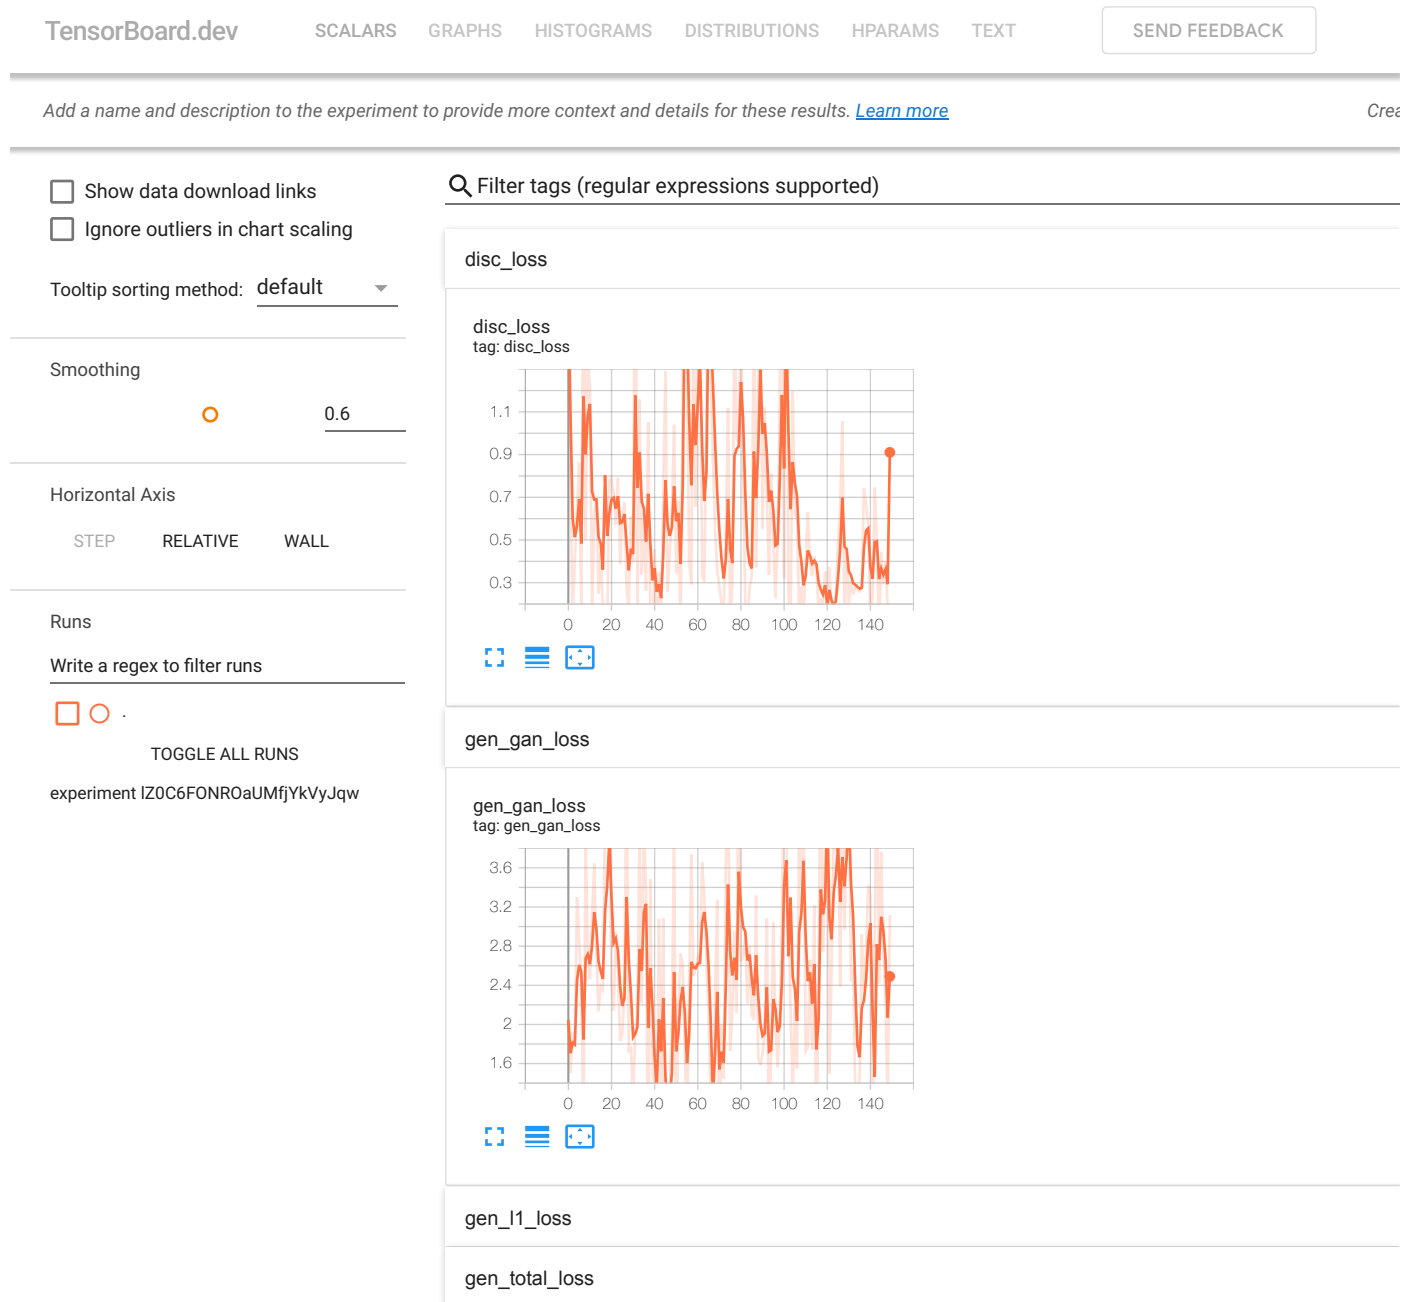 TensorBoard.dev SCALARS GRAPHS HISTOGRAMS DISTRIBUTIONS HPARAMS TEXT SEND FEEDBACK
Add a name and description to the experiment to provide more context and details for these results. Learn more
Crea
Show data download links
Ignore outliers in chart scaling
Tooltip sorting method: default
Smoothing
0.6
Horizontal Axis
STEP RELATIVE WALL
Runs
Write a regex to filter runs
.
TOGGLE ALL RUNS
experiment lZ0C6FONROaUMfjYkVyJqw
Filter tags (regular expressions supported)
disc_loss
disc_loss
tag: disc_loss
1.1
0.9
0.7
0.5
0.3
0 20 40 60 80 100 120 140
gen_gan_loss
gen_gan_loss
tag: gen_gan_loss
3.6
3.2
2.8
2.4
2
1.6
0 20 40 60 80 100 120 140
gen_l1_loss
gen_total_loss